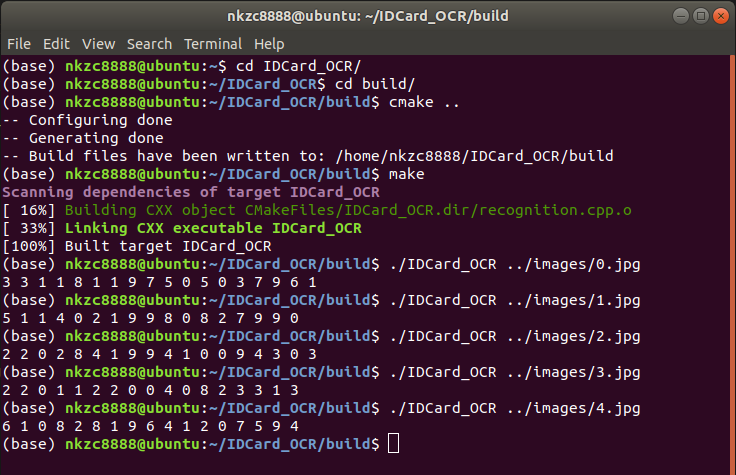 nkzc8888@ubuntu: ~/IDCard_OCR/build
File Edit View Search Terminal Help
(base) nkzc8888@ubuntu:~$ cd IDCard_OCR/
(base) nkzc8888@ubuntu:~/IDCard_OCR$ cd build/
(base) nkzc8888@ubuntu:~/IDCard_OCR/build$ cmake ..
-- Configuring done
-- Generating done
-- Build files have been written to: /home/nkzc8888/IDCard_OCR/build
(base) nkzc8888@ubuntu:~/IDCard_OCR/build$ make
Scanning dependencies of target IDCard_OCR
[ 16%] Building CXX object CMakeFiles/IDCard_OCR.dir/recognition.cpp.o
[ 33%] Linking CXX executable IDCard_OCR
[100%] Built target IDCard_OCR
(base) nkzc8888@ubuntu:~/IDCard_OCR/build$ ./IDCard_OCR ../images/0.jpg
3 3 1 1 8 1 1 9 7 5 0 5 0 3 7 9 6 1
(base) nkzc8888@ubuntu:~/IDCard_OCR/build$ ./IDCard_OCR ../images/1.jpg
5 1 1 4 0 2 1 9 9 8 0 8 2 7 9 9 0
(base) nkzc8888@ubuntu:~/IDCard_OCR/build$ ./IDCard_OCR ../images/2.jpg
2 2 0 2 8 4 1 9 9 4 1 0 0 9 4 3 0 3
(base) nkzc8888@ubuntu:~/IDCard_OCR/build$ ./IDCard_OCR ../images/3.jpg
2 2 0 1 1 2 2 0 0 4 0 8 2 3 3 1 3
(base) nkzc8888@ubuntu:~/IDCard_OCR/build$ ./IDCard_OCR ../images/4.jpg
6 1 0 8 2 8 1 9 6 4 1 2 0 7 5 9 4
(base) nkzc8888@ubuntu:~/IDCard_OCR/build$